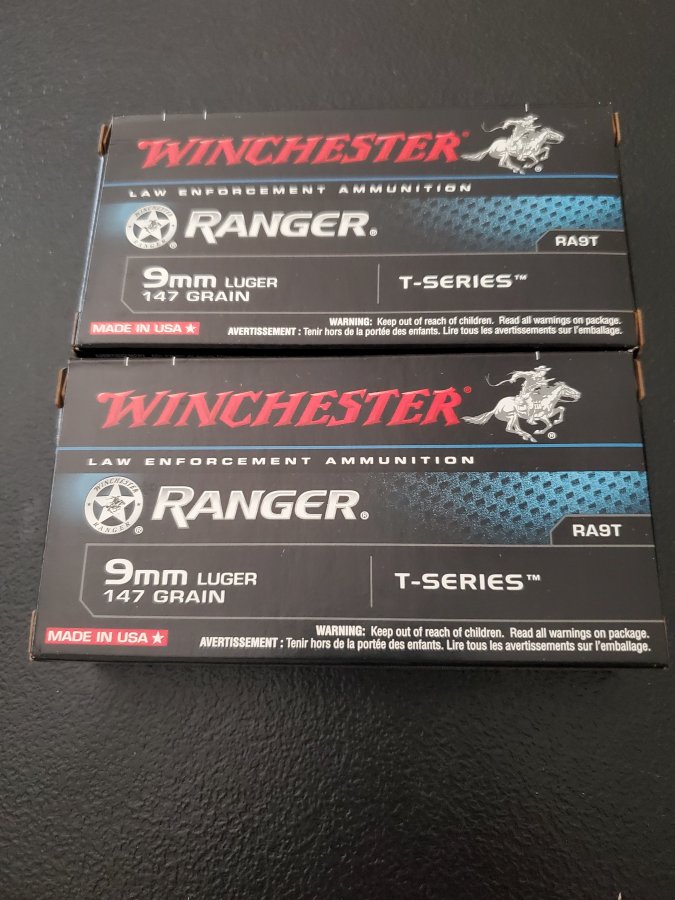 WINCHESTER®
LAW ENFORCEMENT AMMUNITION
WINCHESTER
RANGER
®
RANGER®
RA9T
9mm LUGER
147 GRAIN
T-SERIES™
MADE IN USA ★
WARNING: Keep out of reach of children. Read all warnings on package.
AVERTISSEMENT : Tenir hors de la portée des enfants. Lire tous les avertissements sur l'emballage.
WINCHESTER®
LAW ENFORCEMENT AMMUNITION
WINCHESTER
RANGER
®
RANGER®
RA9T
9mm LUGER
147 GRAIN
T-SERIES™
MADE IN USA ★
WARNING: Keep out of reach of children. Read all warnings on package.
AVERTISSEMENT : Tenir hors de la portée des enfants. Lire tous les avertissements sur l'emballage.